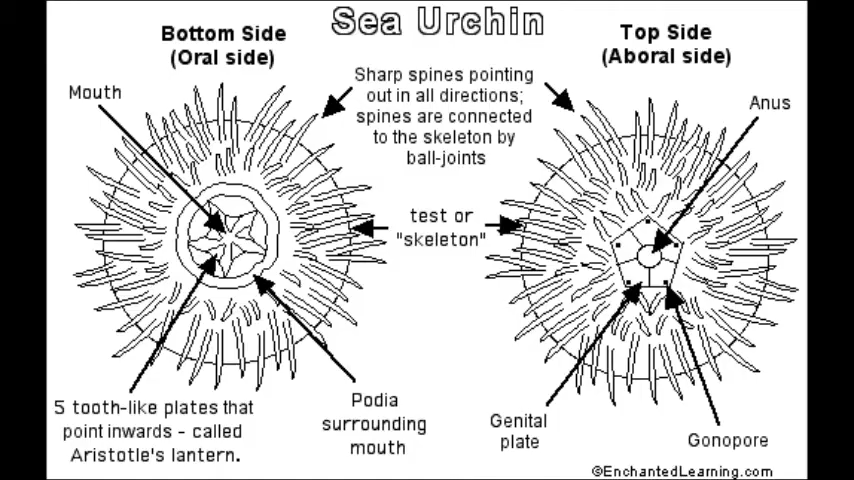 Sea Urchin
Bottom Side
(Oral side)
Top Side
(Aboral side)
Mouth
Sharp spines pointing
out in all directions;
spines are connected
to the skeleton by
ball-joints
Anus
test or
"skeleton"
5 tooth-like plates that
point inwards - called
Aristotle's lantern.
Podia
surrounding
mouth
Genital
plate
Gonopore
©EnchantedLearning.com